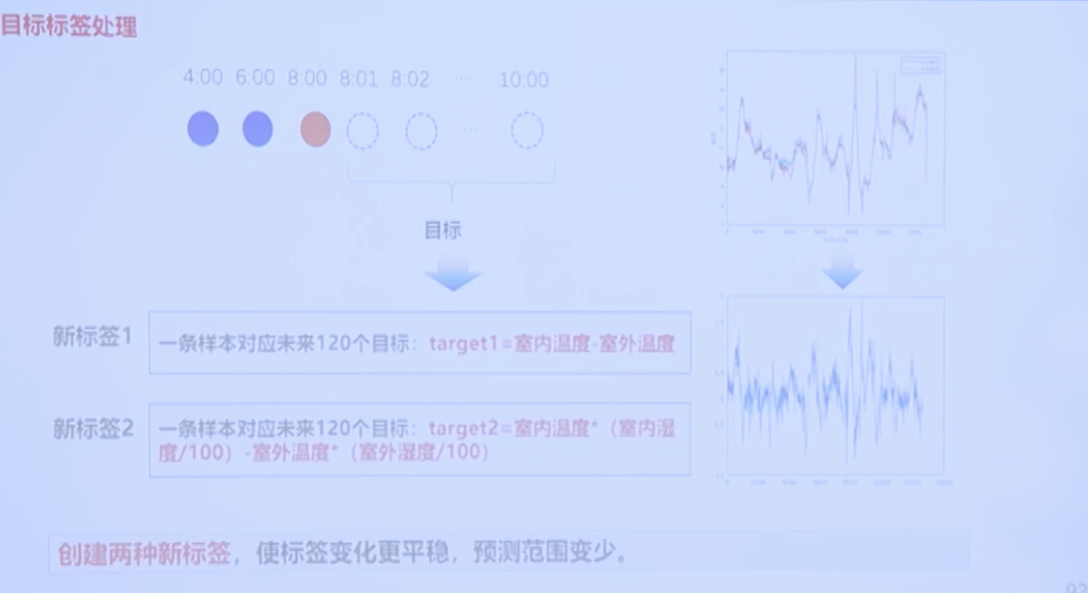 目标标签处理
4:00 6:00 8:00 8:01 8:02 ... 10:00
...
目标
新标签1
一条样本对应未来120个目标：target1=室内温度-室外温度
新标签2
一条样本对应未来120个目标：target2=室内温度*（室内湿
度/100）-室外温度*（室外湿度/100）
创建两种新标签，使标签变化更平稳，预测范围变少。